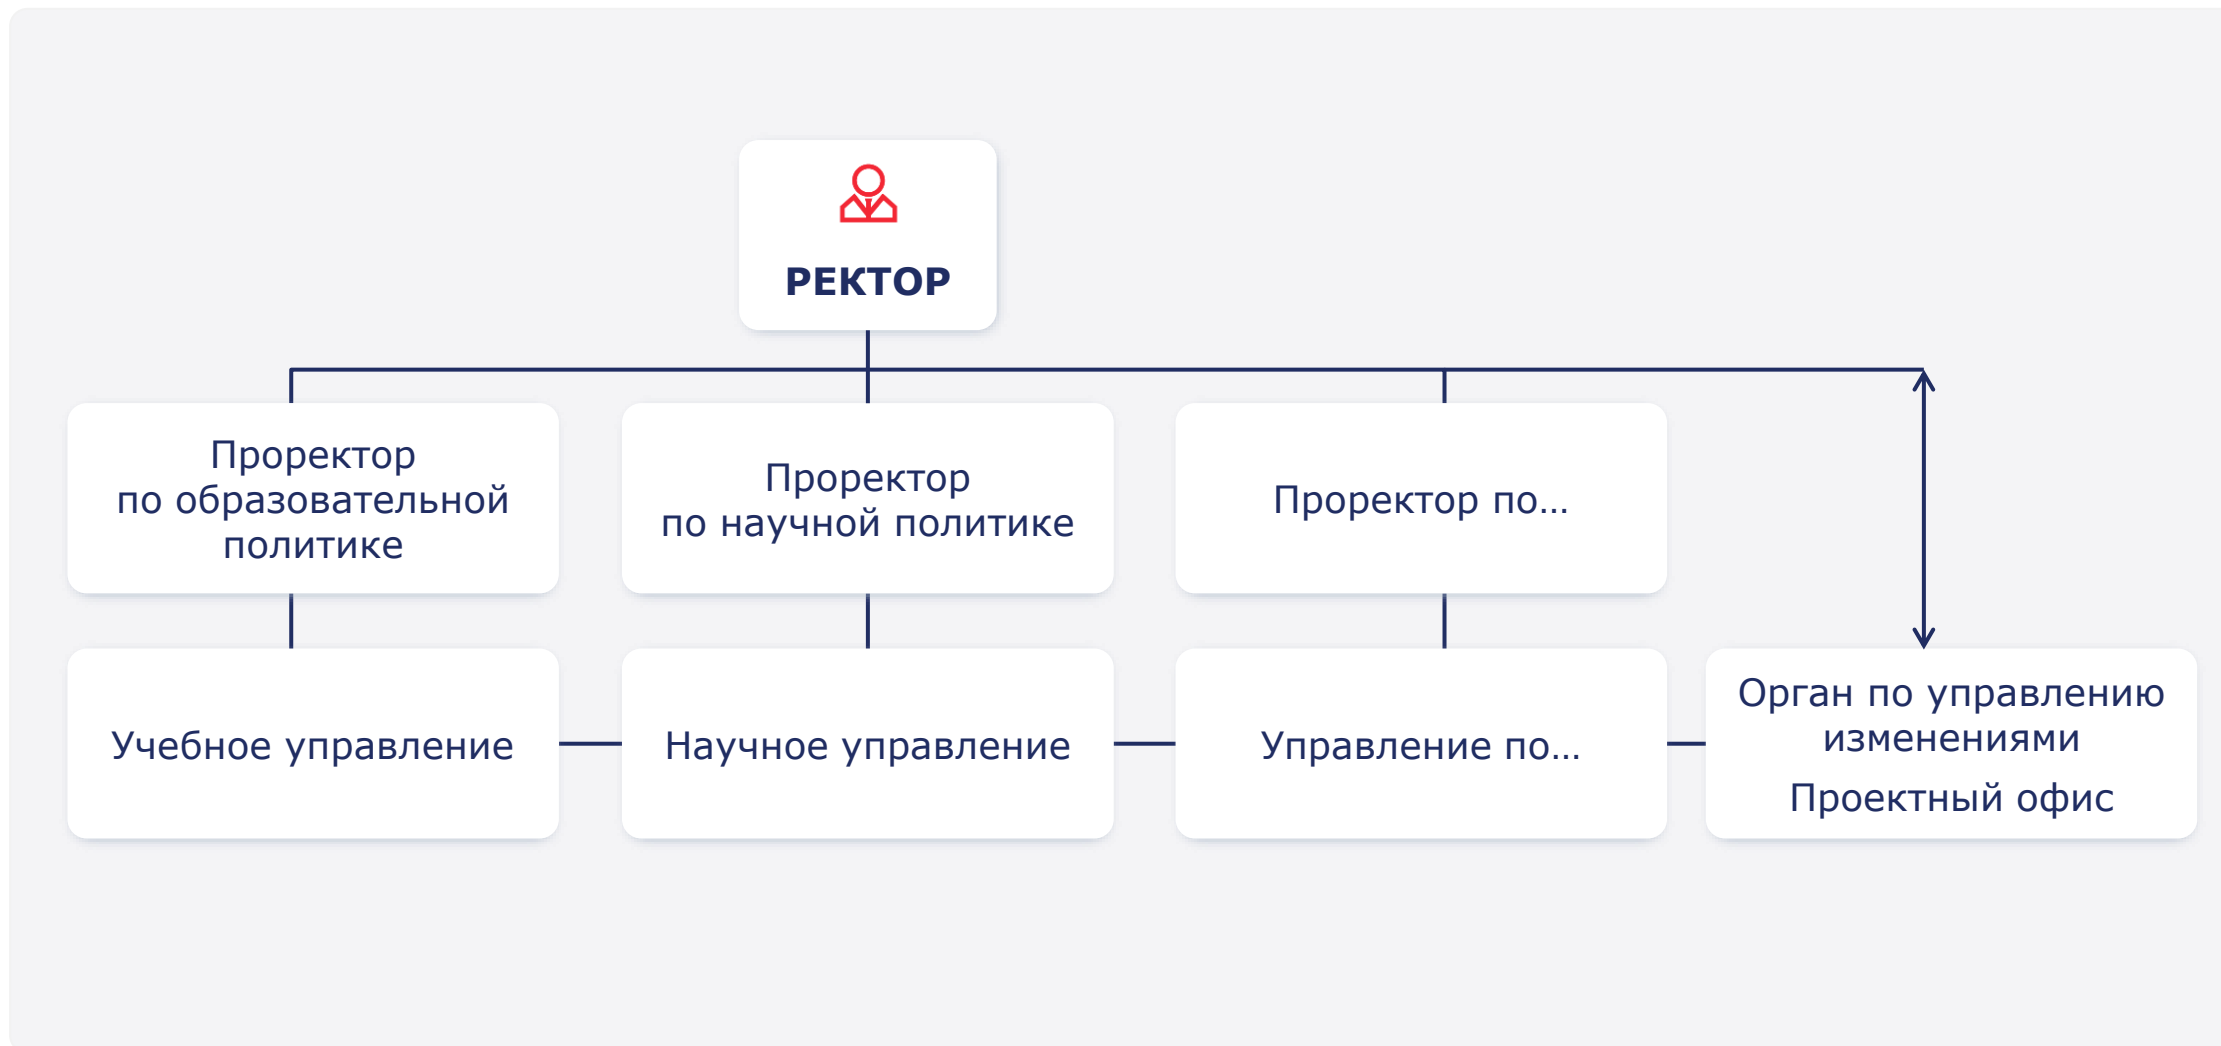 РЕКТОР
Проректор
по образовательной
политике
Проректор
по научной политике
Проректор по...
Учебное управление
Научное управление
Управление по...
Орган по управлению
изменениями
Проектный офис